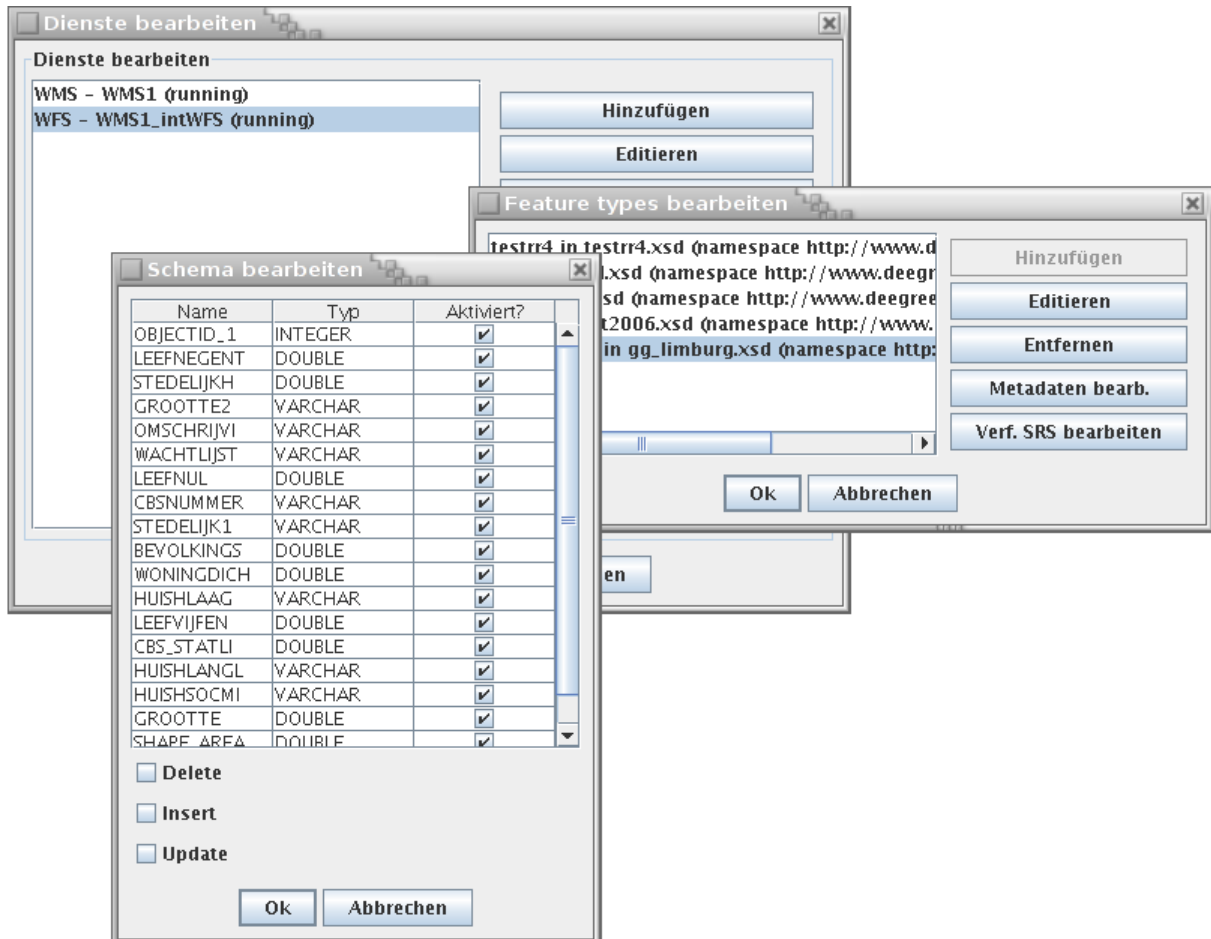 Dienste bearbeiten
Dienste bearbeiten
WMS - WMS1 (running)
WFS - WMS1_intWFS (running)
Hinzufügen
Editieren
Feature types bearbeiten
testrr4 in testrr4.xsd (namespace http://www.d
.xsd (namespace http://www.deegr
sd (namespace http://www.deegree
t2006.xsd (namespace http://www.
in gg_limburg.xsd (namespace http:
Hinzufügen
Editieren
Entfernen
Metadaten bearb.
Verf. SRS bearbeiten
Ok Abbrechen
en
Schema bearbeiten
Name Typ Aktiviert?
OBJECTID_1 INTEGER
LEEFNEGENT DOUBLE
STEDELIJKH DOUBLE
GROOTTE2 VARCHAR
OMSCHRIJVI VARCHAR
WACHTLIJST VARCHAR
LEEFNUL DOUBLE
CBSNUMMER VARCHAR
STEDELIJK1 VARCHAR
BEVOLKINGS DOUBLE
WONINGDICH DOUBLE
HUISHLAAG VARCHAR
LEEFVIJFEN DOUBLE
CBS_STATLI DOUBLE
HUISHLANGL VARCHAR
HUISHSOCMI VARCHAR
GROOTTE DOUBLE
SHAPE_AREA DOUBLE
Delete
Insert
Update
Ok Abbrechen